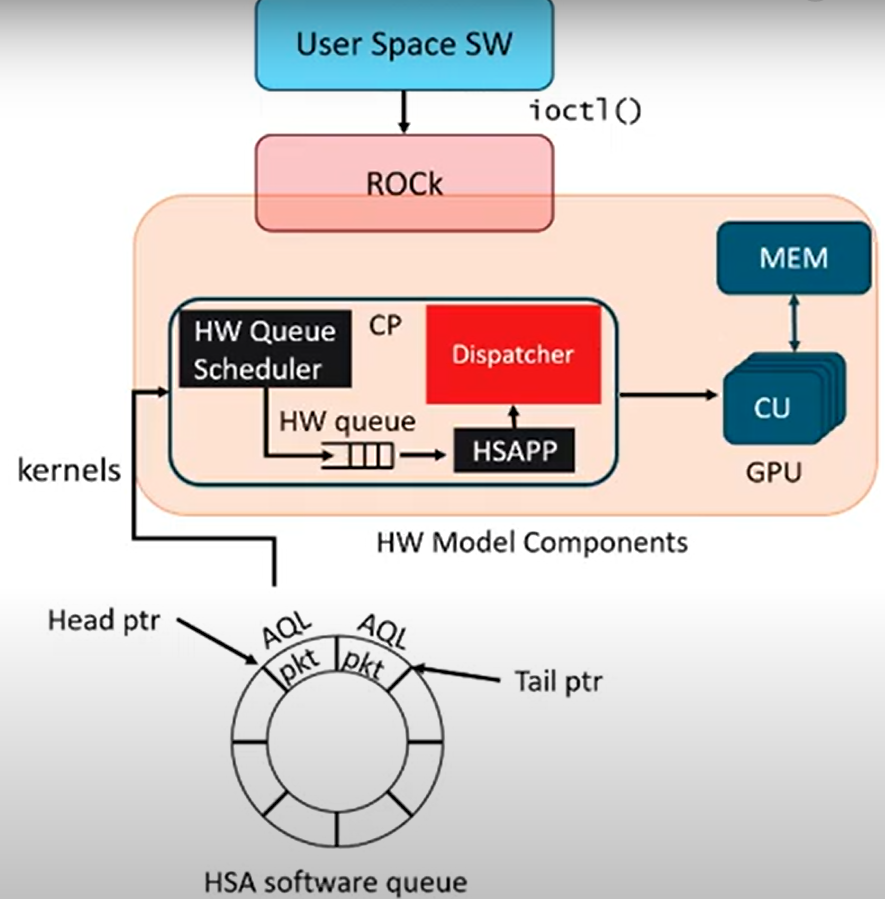 User Space SW
ioctl()
ROCk
MEM
HW Queue
Scheduler
CP
Dispatcher
HW queue
HSAPP
CU
GPU
kernels
HW Model Components
Head ptr
AQL
AQL
pkt
pkt
Tail ptr
HSA software queue